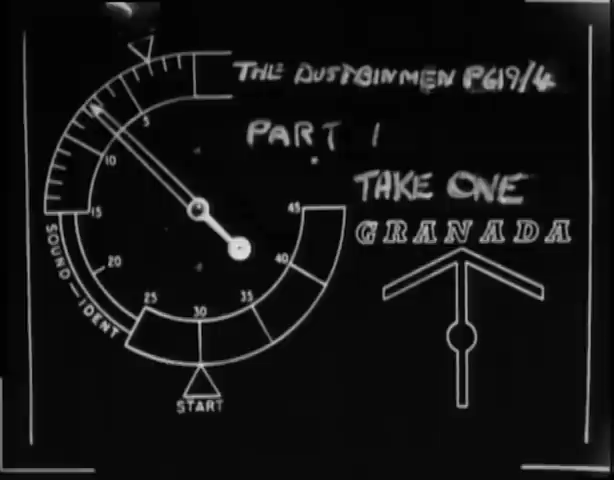 THE DUSTBINMEN P619/4
PART 1
TAKE ONE
GRANADA
5
10
15
20
25
30
35
40
45
SOUND-IDENT
START